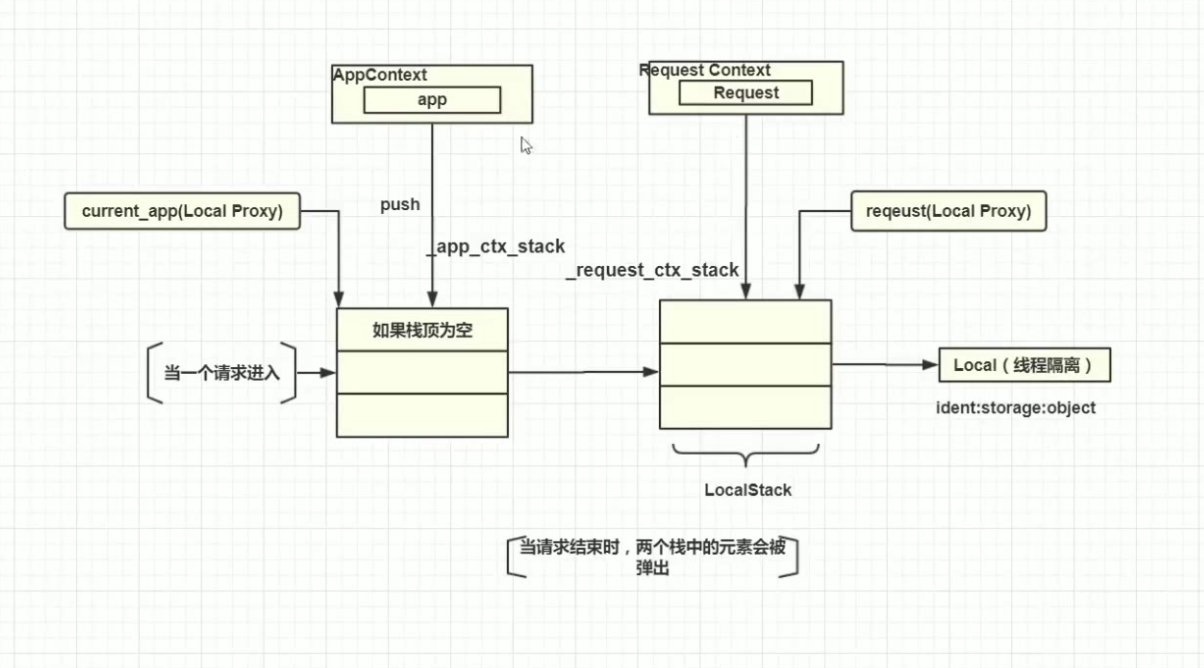 AppContext
app
Request Context
Request
current_app(Local Proxy)
push
reqeust(Local Proxy)
_app_ctx_stack
_request_ctx_stack
如果栈顶为空
当一个请求进入
Local（线程隔离）
ident:storage:object
LocalStack
当请求结束时，两个栈中的元素会被
弹出